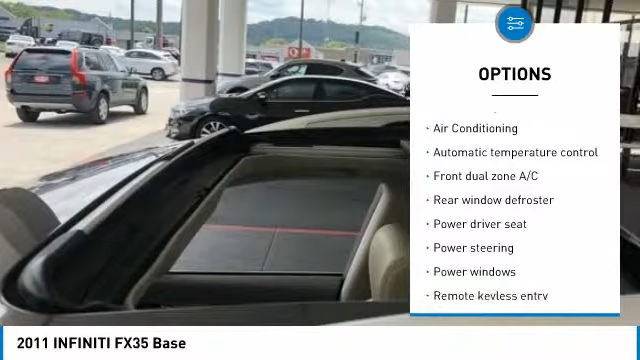 OPTIONS
Air Conditioning
Automatic temperature control
Front dual zone A/C
Rear window defroster
Power driver seat
Power steering
Power windows
Remote keyless entry
2011 INFINITI FX35 Base